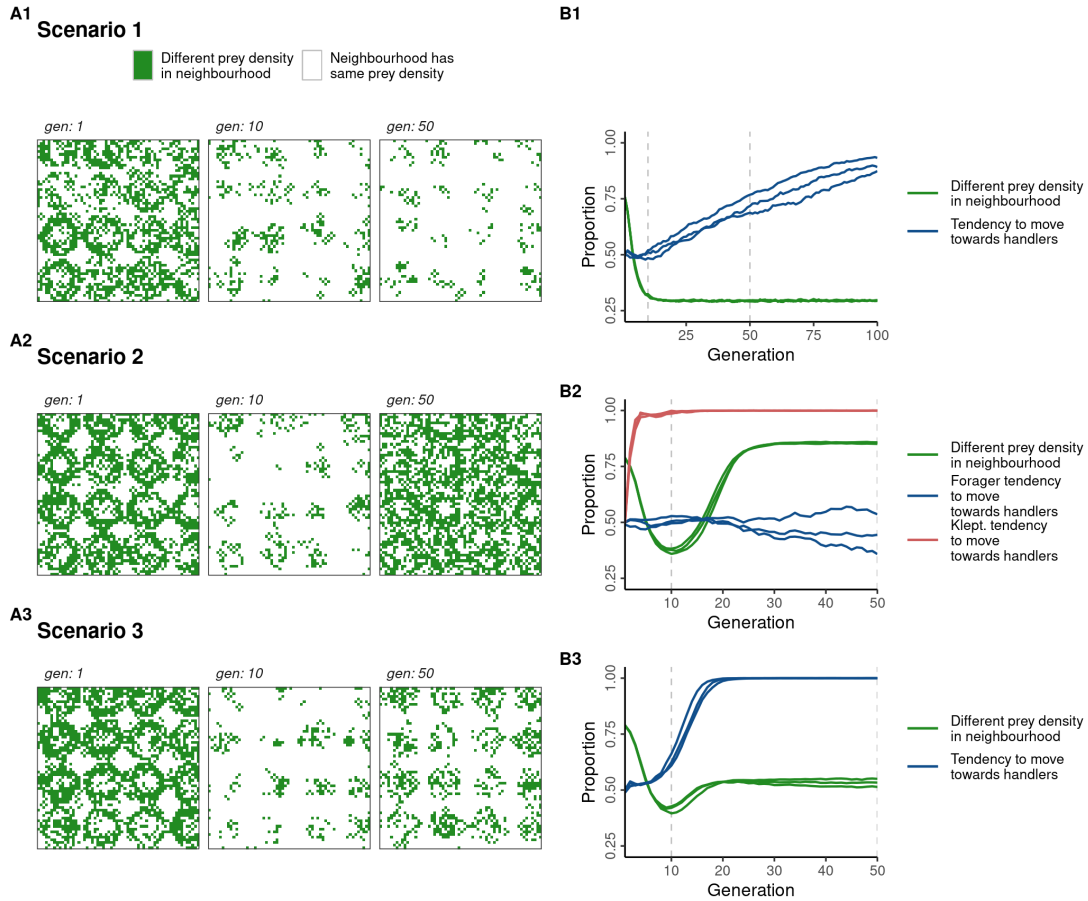 A1
Scenario 1
Different prey density
in neighbourhood
Neighbourhood has
same prey density
gen: 1
gen: 10
gen: 50
B1
1.00
0.75
0.50
0.25
Proportion
25
50
75
100
Generation
Different prey density
in neighbourhood
Tendency to move
towards handlers
A2
Scenario 2
gen: 1
gen: 10
gen: 50
B2
1.00
0.75
0.50
0.25
Proportion
10
20
30
40
50
Generation
Different prey density
in neighbourhood
Forager tendency
to move
towards handlers
Klept. tendency
to move
towards handlers
A3
Scenario 3
gen: 1
gen: 10
gen: 50
B3
1.00
0.75
0.50
0.25
Proportion
10
20
30
40
50
Generation
Different prey density
in neighbourhood
Tendency to move
towards handlers